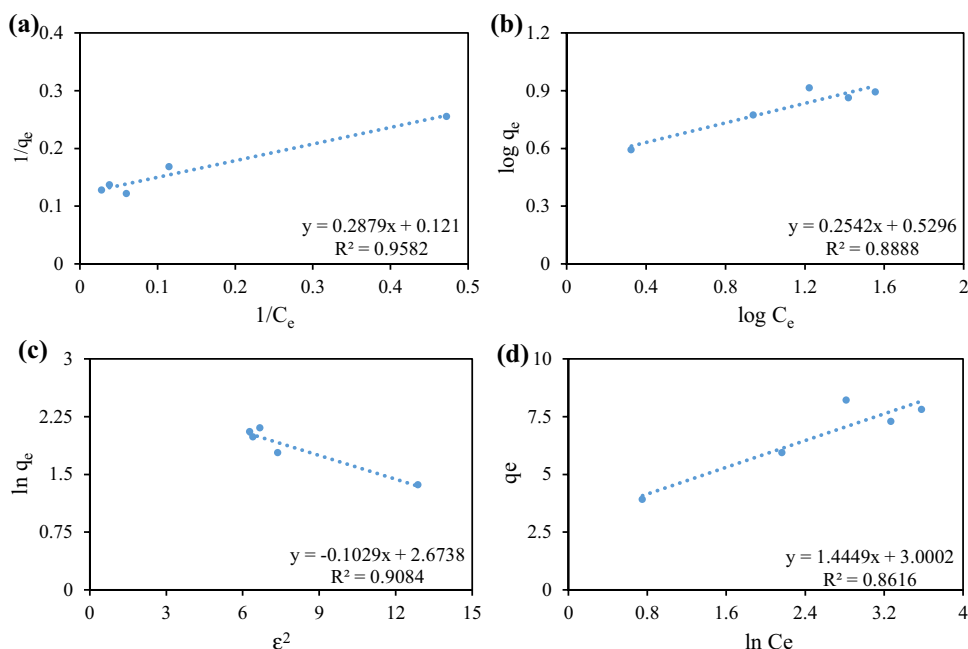 (a)
0.4
0.3
0.2
0.1
0
1/qₑ
0
0.1
0.2
0.3
0.4
0.5
1/Cₑ
y = 0.2879x + 0.121
R² = 0.9582
(b)
1.2
0.9
0.6
0.3
0
log qₑ
0
0.4
0.8
1.2
1.6
2
log Cₑ
y = 0.2542x + 0.5296
R² = 0.8888
(c)
3
2.25
1.5
0.75
0
ln qₑ
0
3
6
9
12
15
ε²
y = -0.1029x + 2.6738
R² = 0.9084
(d)
10
7.5
5
2.5
0
qe
0
0.8
1.6
2.4
3.2
4
ln Ce
y = 1.4449x + 3.0002
R² = 0.8616